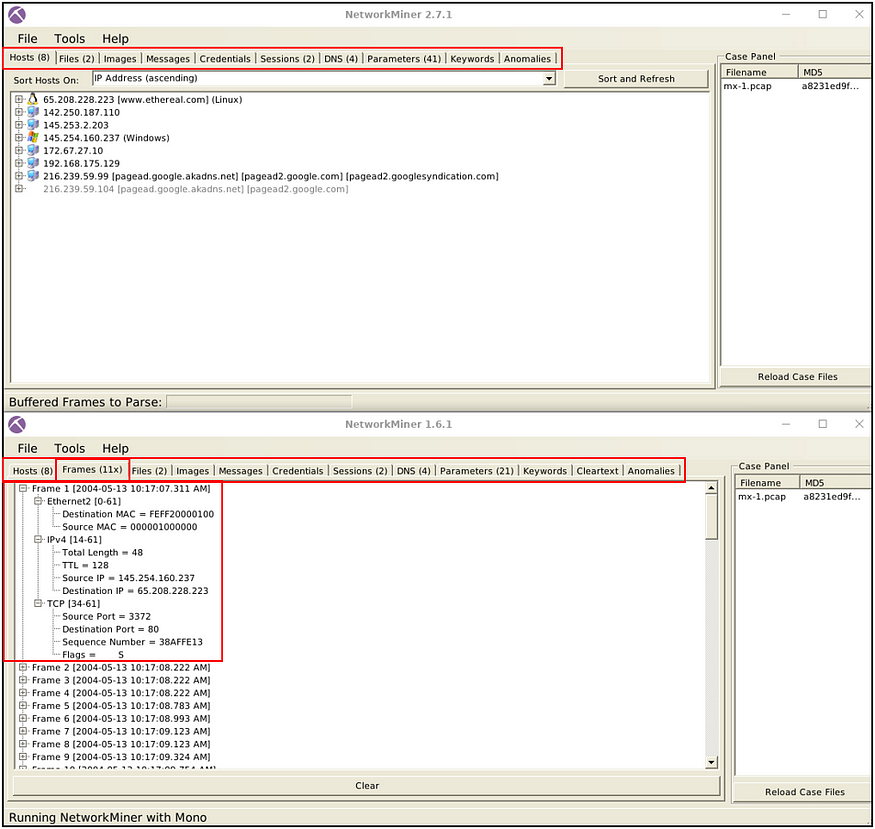 NetworkMiner 2.7.1
File Tools Help
Hosts (8) Files (2) Images Messages Credentials Sessions (2) DNS (4) Parameters (41) Keywords Anomalies
Sort Hosts On: IP Address (ascending) Sort and Refresh
65.208.228.223 [www.ethereal.com] (Linux)
142.250.187.110
145.253.2.203
145.254.160.237 (Windows)
172.67.27.10
192.168.175.129
216.239.59.99 [pagead.google.akadns.net] [pagead2.google.com] [pagead2.googlesyndication.com]
216.239.59.104 [pagead.google.akadns.net] [pagead2.google.com]
Case Panel
Filename MD5
mx-1.pcap a8231ed9f...
Reload Case Files
Buffered Frames to Parse:
NetworkMiner 1.6.1
File Tools Help
Hosts (8) Frames (11x) Files (2) Images Messages Credentials Sessions (2) DNS (4) Parameters (21) Keywords Cleartext Anomalies
Frame 1 [2004-05-13 10:17:07.311 AM]
Ethernet2 [0-61]
Destination MAC = FEFF20000100
Source MAC = 000001000000
IPv4 [14-61]
Total Length = 48
TTL = 128
Source IP = 145.254.160.237
Destination IP = 65.208.228.223
TCP [34-61]
Source Port = 3372
Destination Port = 80
Sequence Number = 38AFFE13
Flags = S
Frame 2 [2004-05-13 10:17:08.222 AM]
Frame 3 [2004-05-13 10:17:08.222 AM]
Frame 4 [2004-05-13 10:17:08.222 AM]
Frame 5 [2004-05-13 10:17:08.783 AM]
Frame 6 [2004-05-13 10:17:08.993 AM]
Frame 7 [2004-05-13 10:17:09.123 AM]
Frame 8 [2004-05-13 10:17:09.123 AM]
Frame 9 [2004-05-13 10:17:09.324 AM]
Clear
Case Panel
Filename MD5
mx-1.pcap a8231ed9f...
Reload Case Files
Running NetworkMiner with Mono